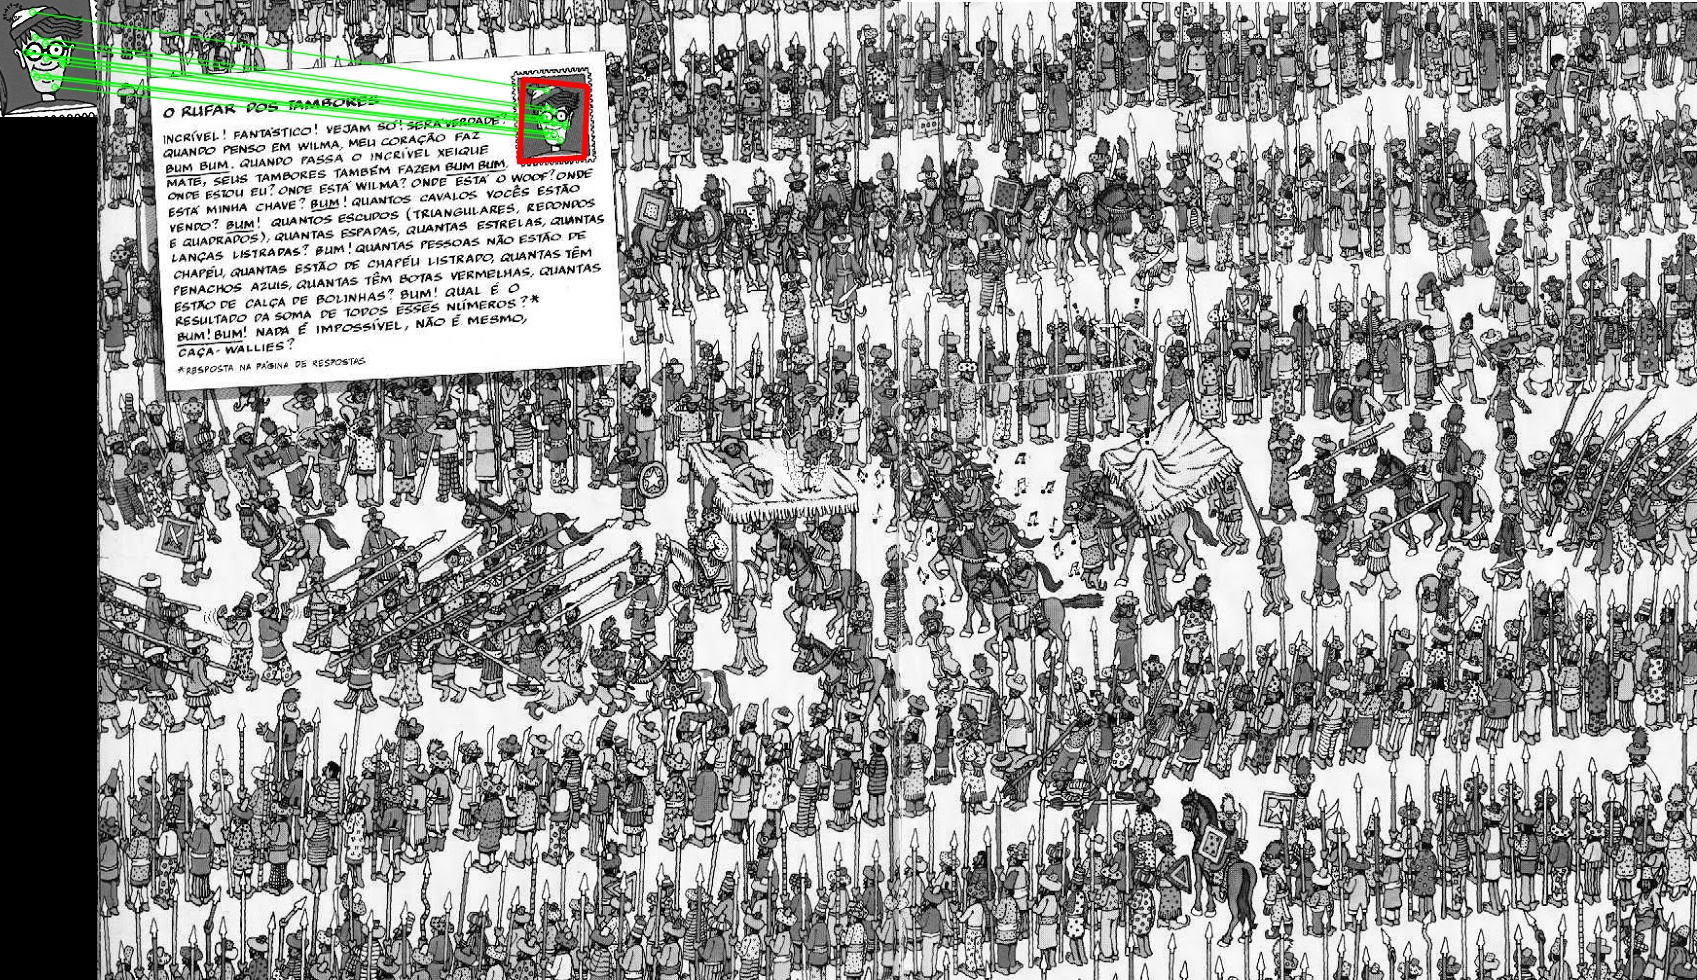 O RUFAR DOS TAMBORES
INCRÍVEL! FANTÁSTICO! VEJAM SÓ! SERÁ VERDADE?
QUANDO PENSO EM WILMA, MEU CORAÇÃO FAZ
BUM BUM. QUANDO PASSA O INCRÍVEL XEIQUE
MATE, SEUS TAMBORES TAMBÉM FAZEM BUM BUM.
ONDE ESTOU EU? ONDE ESTÁ WILMA? ONDE ESTÁ O WOOF? ONDE
ESTÁ MINHA CHAVE? BUM! QUANTOS CAVALOS VOCÊS ESTÃO
VENDO? BUM! QUANTOS ESCUDOS (TRIANGULARES, REDONDOS
E QUADRADOS), QUANTAS ESPADAS, QUANTAS ESTRELAS, QUANTAS
LANÇAS LISTRADAS? BUM! QUANTAS PESSOAS NÃO ESTÃO DE
CHAPÉU, QUANTAS ESTÃO DE CHAPÉU LISTRADO, QUANTAS TÊM
PENACHOS AZUIS, QUANTAS TÊM BOTAS VERMELHAS, QUANTAS
ESTÃO DE CALÇA DE BOLINHAS? BUM! QUAL É O
RESULTADO DA SOMA DE TODOS ESSES NÚMEROS?*
BUM! BUM! NADA É IMPOSSÍVEL, NÃO É MESMO,
CAÇA-WALLIES?
*RESPOSTA NA PÁGINA DE RESPOSTAS